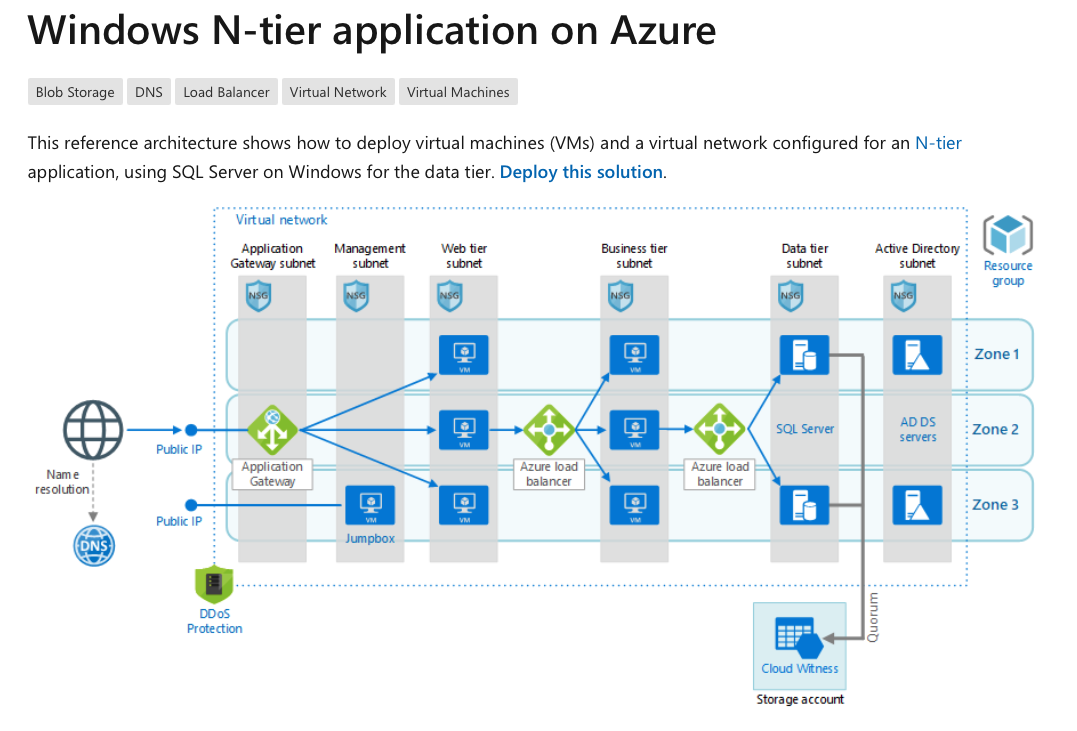 Windows N-tier application on Azure
Blob Storage
DNS
Load Balancer
Virtual Network
Virtual Machines
This reference architecture shows how to deploy virtual machines (VMs) and a virtual network configured for an N-tier
application, using SQL Server on Windows for the data tier. Deploy this solution.
Virtual network
Application
Gateway subnet
Management
subnet
Web tier
subnet
Business tier
subnet
Data tier
subnet
Active Directory
subnet
Resource
group
NSG
NSG
NSG
NSG
NSG
NSG
VM
VM
Zone 1
Public IP
Application
Gateway
VM
Azure load
balancer
VM
Azure load
balancer
SQL Server
AD DS
servers
Zone 2
Name
resolution
DNS
Public IP
VM
Jumpbox
VM
VM
Zone 3
DDoS
Protection
Quorum
Cloud Witness
Storage account